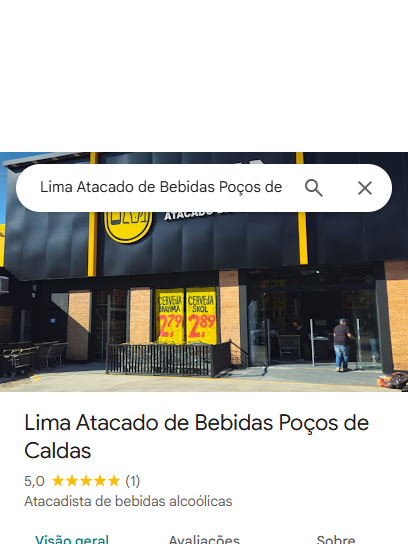 Lima Atacado de Bebidas Poços de
CERVEJA
BRAHMA
2,79
CERVEJA
SKOL
2,89
Lima Atacado de Bebidas Poços de
Caldas
5,0 ★★★★★ (1)
Atacadista de bebidas alcoólicas
Visão geral Avaliações Sobre